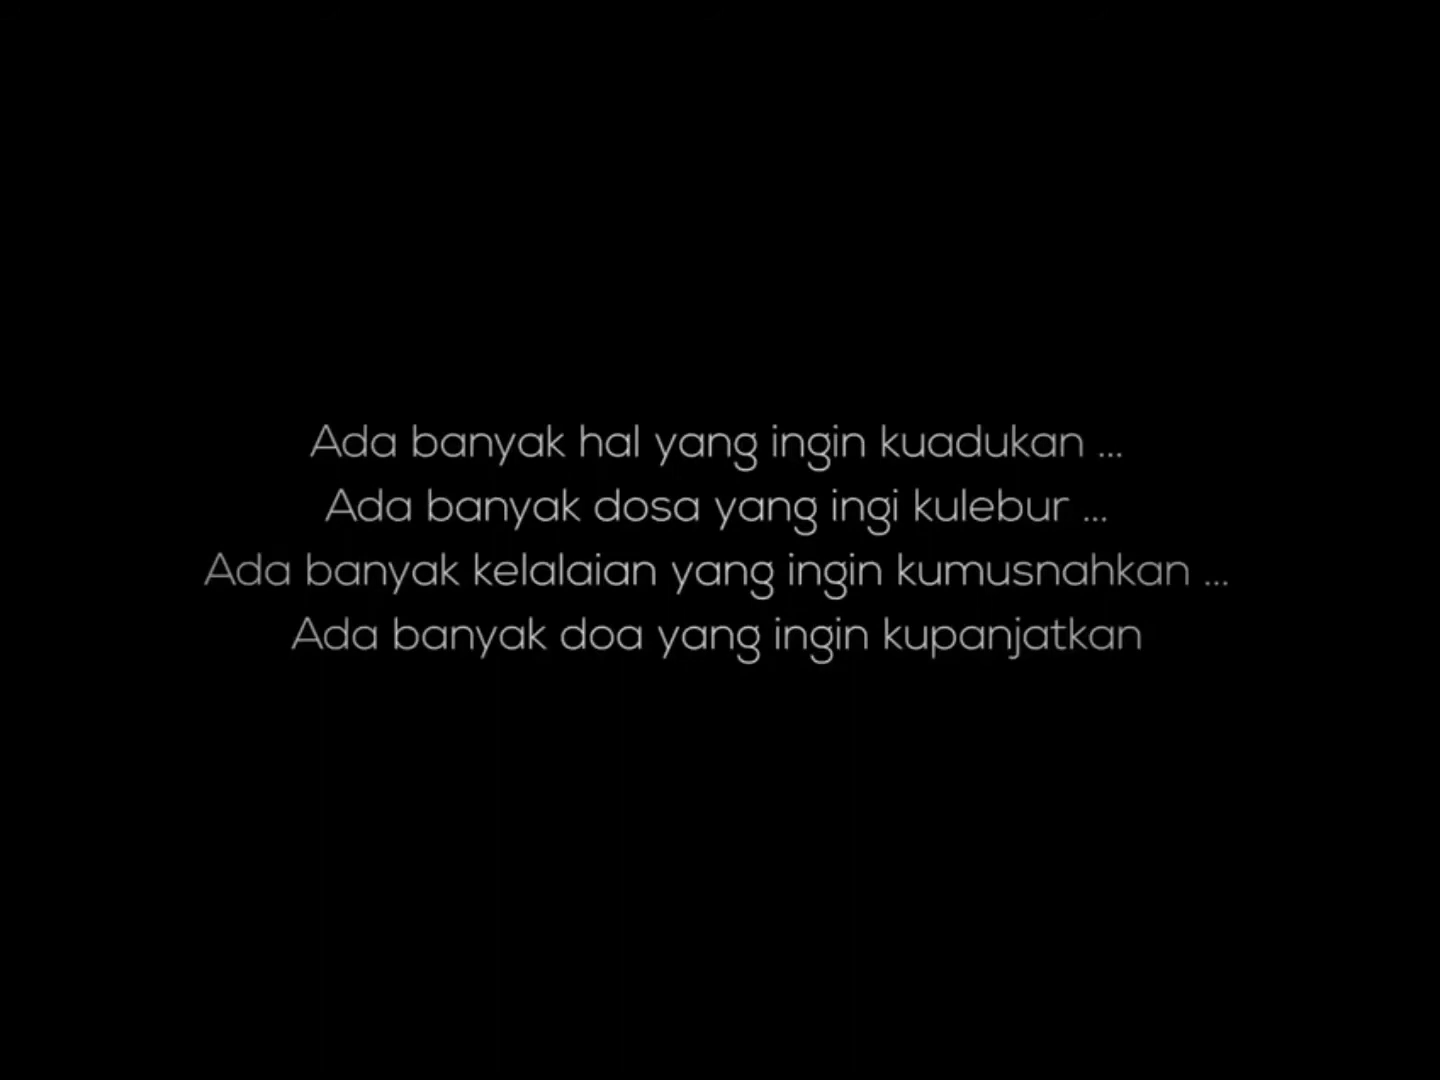 Ada banyak hal yang ingin kuadukan ...
Ada banyak dosa yang ingi kulebur ...
Ada banyak kelalaian yang ingin kumusnahkan ...
Ada banyak doa yang ingin kupanjatkan